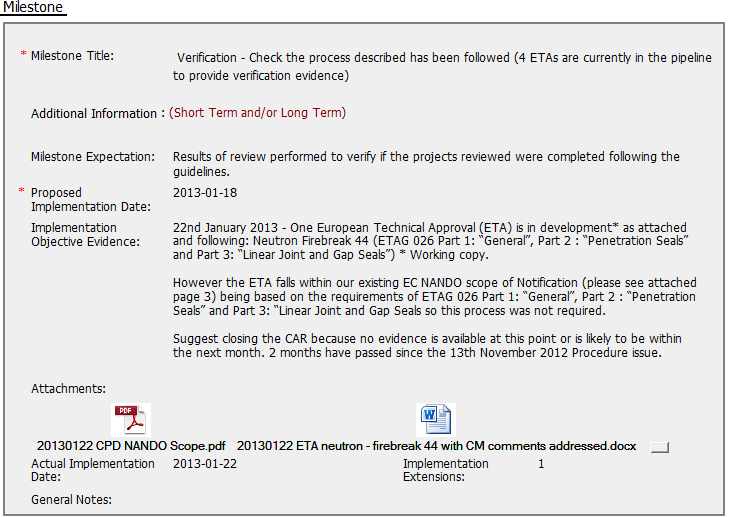 Milestone
* Milestone Title: Verification - Check the process described has been followed (4 ETAs are currently in the pipeline
to provide verification evidence)
Additional Information : (Short Term and/or Long Term)
Milestone Expectation: Results of review performed to verify if the projects reviewed were completed following the
guidelines.
* Proposed 2013-01-18
Implementation Date:
Implementation 22nd January 2013 - One European Technical Approval (ETA) is in development* as attached
Objective Evidence: and following: Neutron Firebreak 44 (ETAG 026 Part 1: “General”, Part 2 : “Penetration Seals”
and Part 3: “Linear Joint and Gap Seals”) * Working copy.
However the ETA falls within our existing EC NANDO scope of Notification (please see attached
page 3) being based on the requirements of ETAG 026 Part 1: “General”, Part 2 : “Penetration
Seals” and Part 3: “Linear Joint and Gap Seals so this process was not required.
Suggest closing the CAR because no evidence is available at this point or is likely to be within
the next month. 2 months have passed since the 13th November 2012 Procedure issue.
Attachments:
PDF W
20130122 CPD NANDO Scope.pdf 20130122 ETA neutron - firebreak 44 with CM comments addressed.docx
Actual Implementation 2013-01-22 Implementation 1
Date: Extensions:
General Notes: